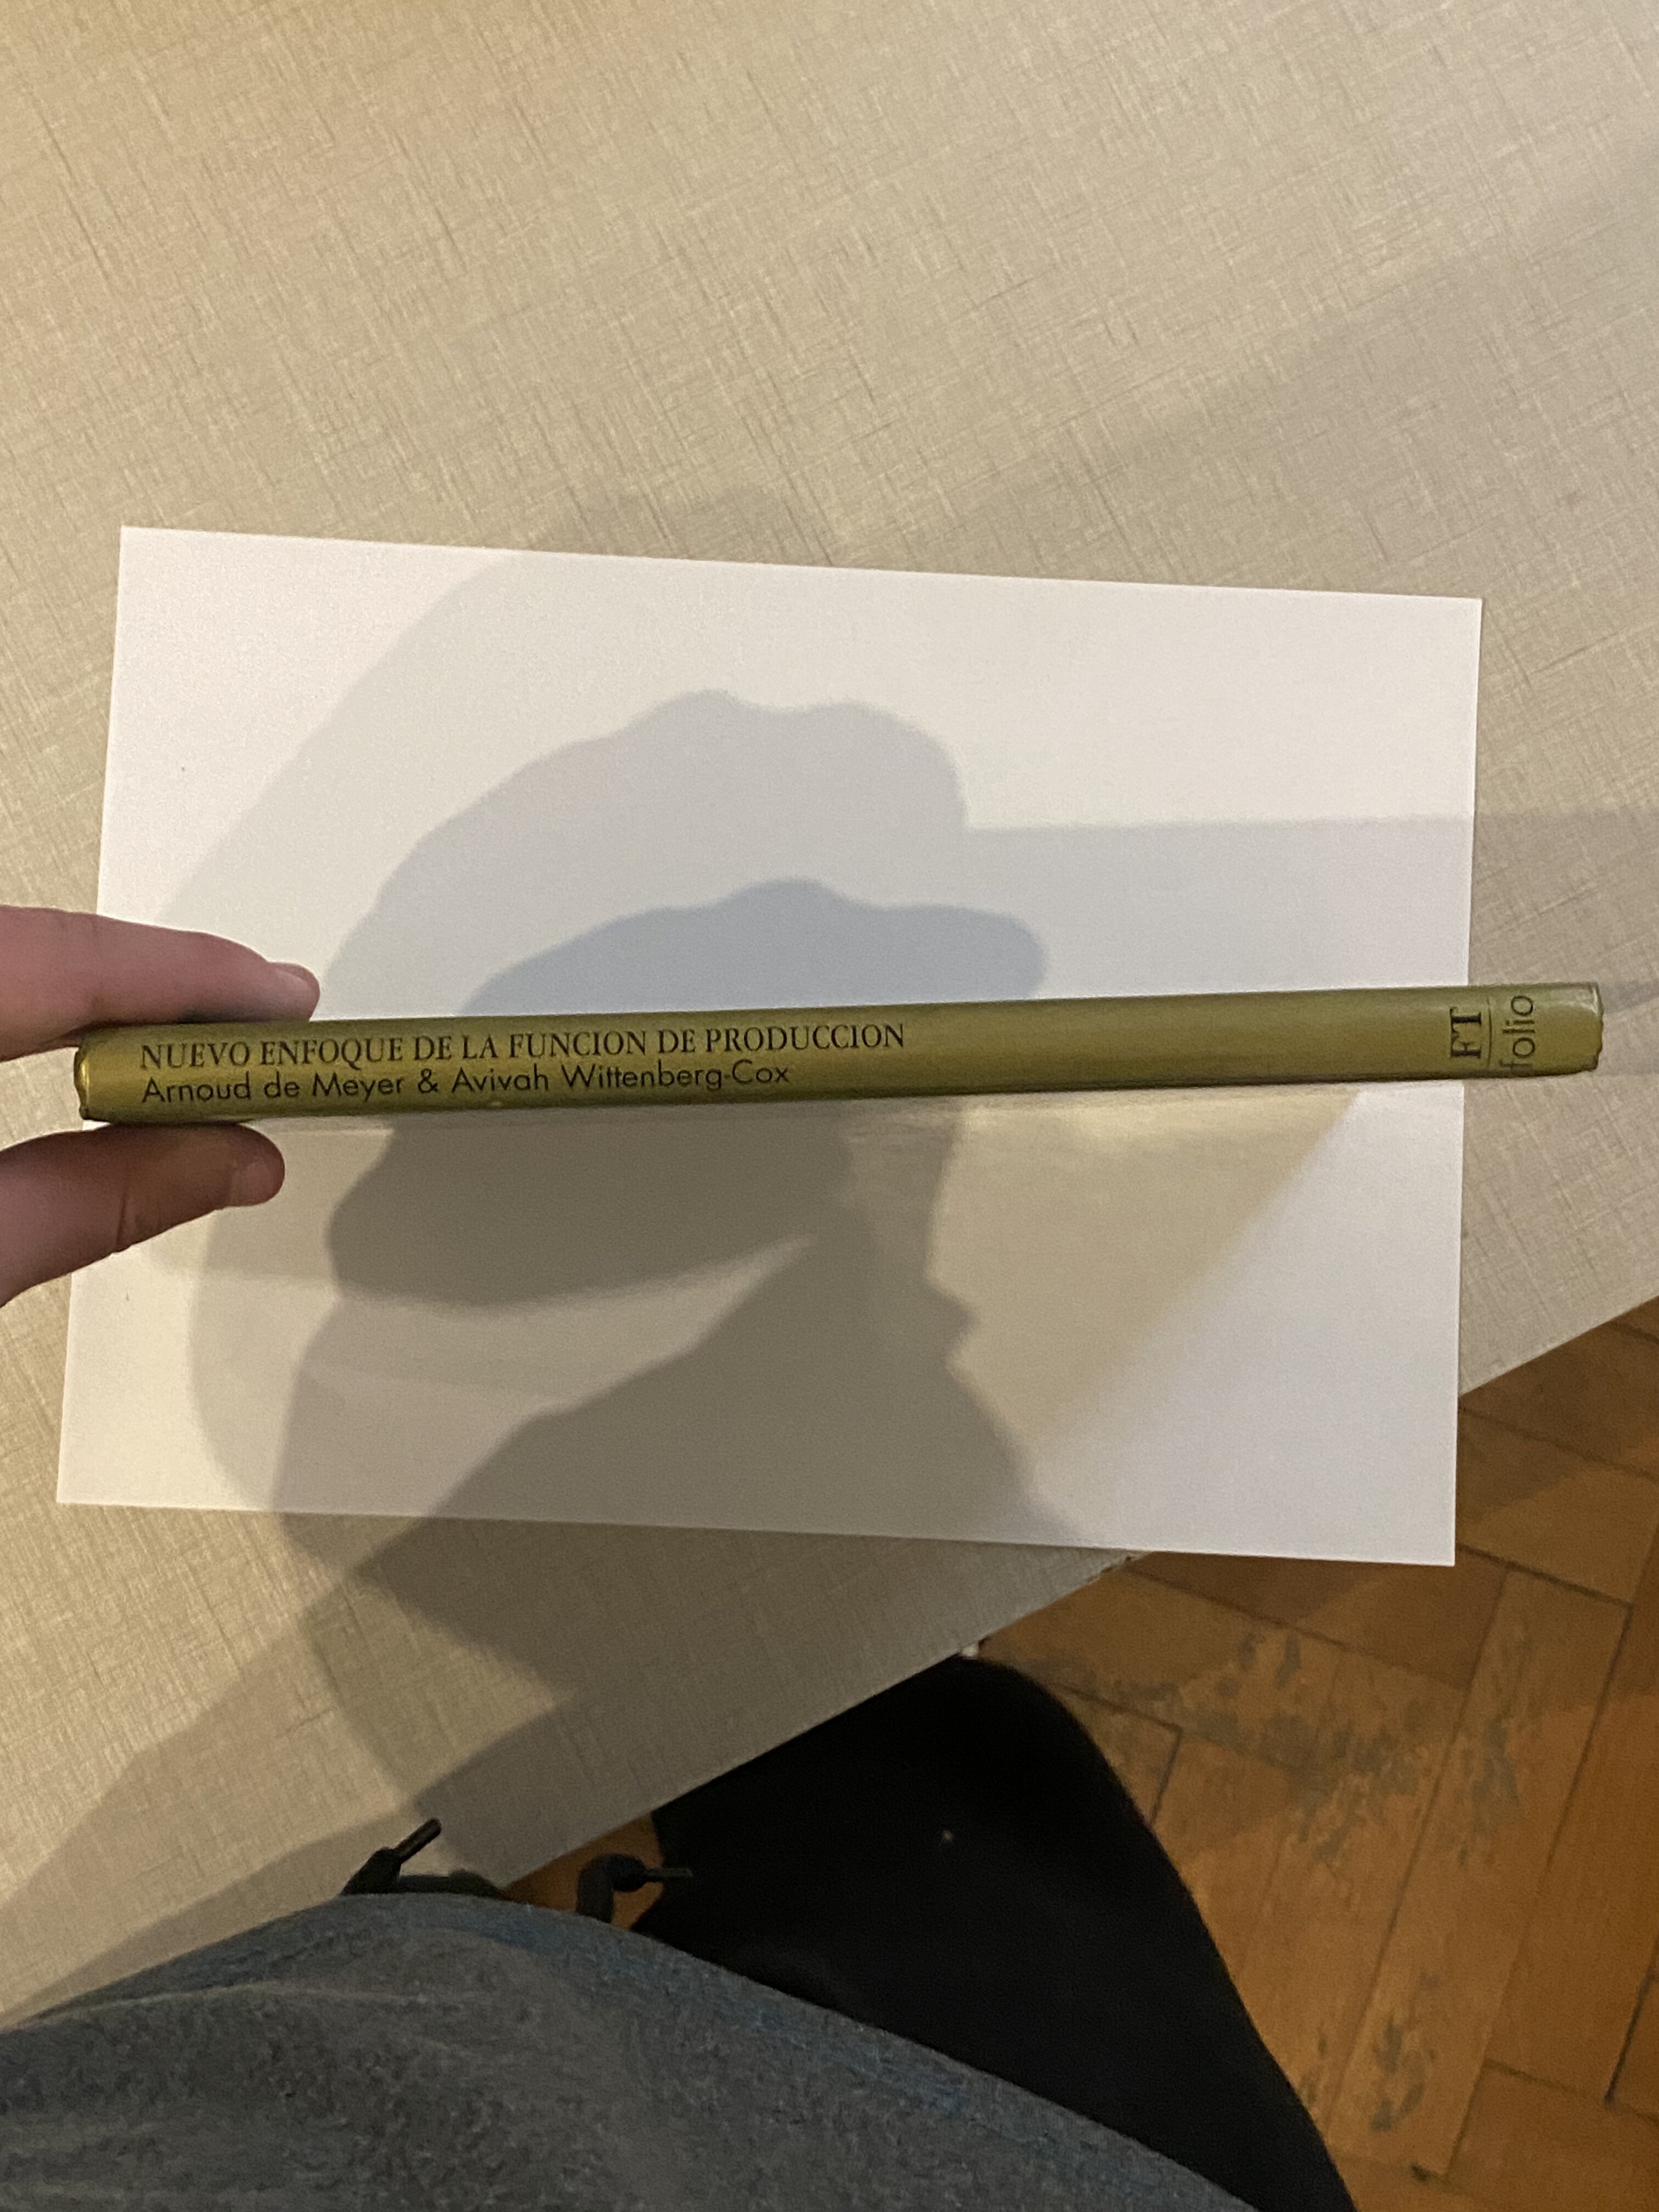 NUEVO ENFOQUE DE LA FUNCION DE PRODUCCION
Arnoud de Meyer & Avivah Wittenberg-Cox
FT
folio